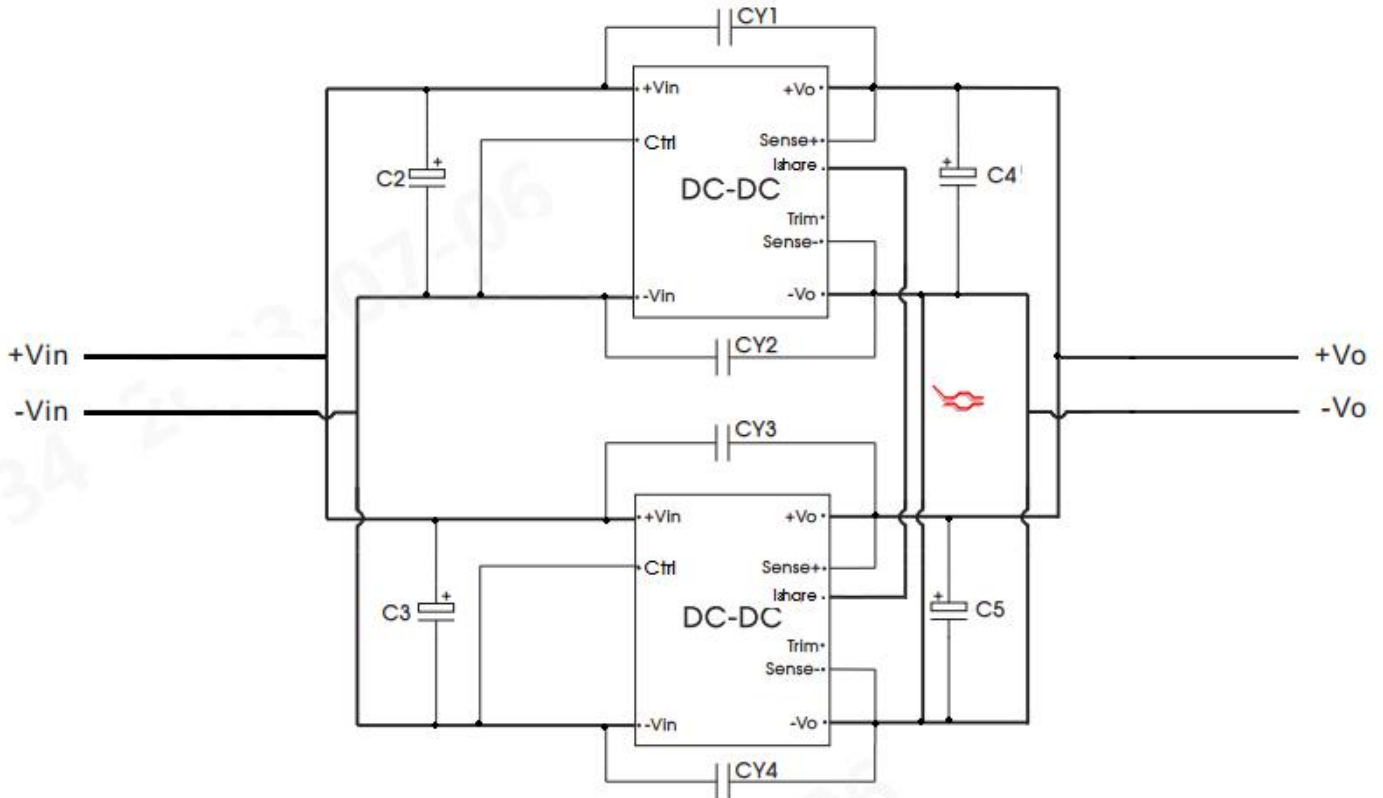 CY1
+Vin
+Vo
Ctrl
Sense+
Ishare
C2
+
DC-DC
+
C4
Trim
Sense-
-Vin
-Vo
+Vin
CY2
+Vo
-Vin
-Vo
CY3
+Vin
+Vo
Ctrl
Sense+
Ishare
C3
+
DC-DC
+
C5
Trim
Sense-
-Vin
-Vo
CY4